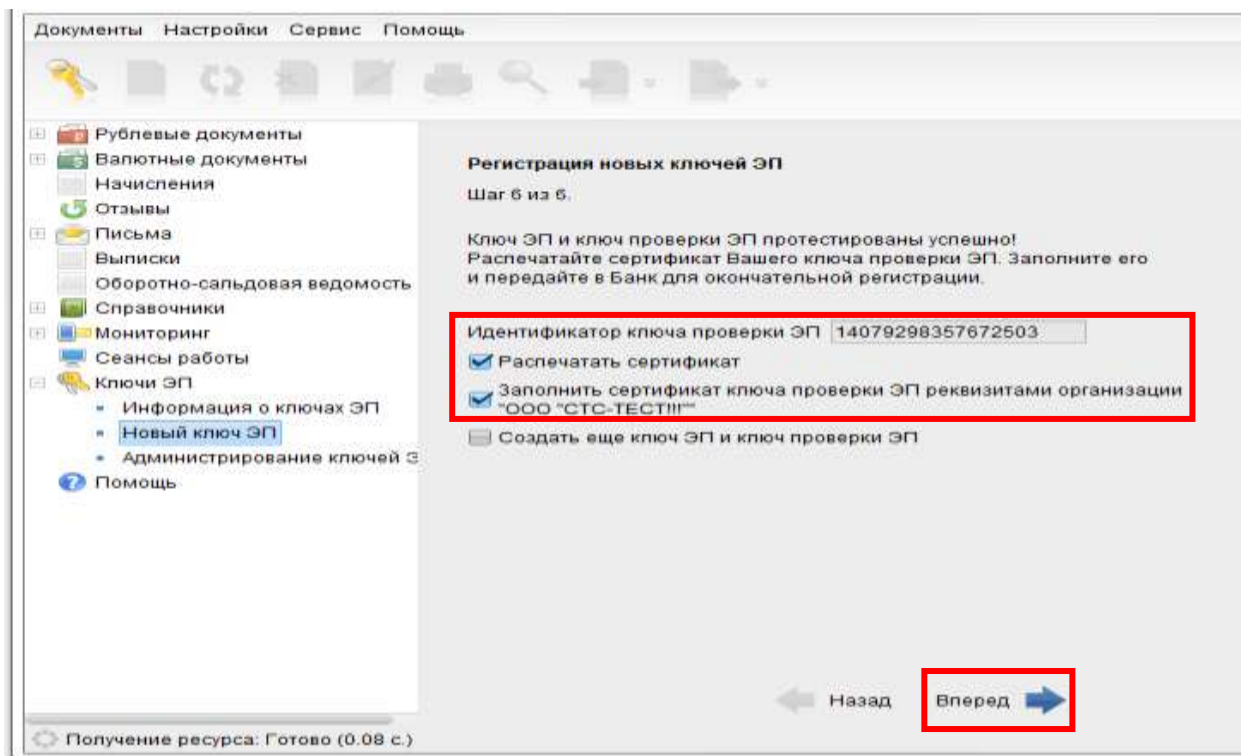 Документы Настройки Сервис Помощь
Рублевые документы
Валютные документы
Начисления
Отзывы
Письма
Выписки
Оборотно-сальдовая ведомость
Справочники
Мониторинг
Сеансы работы
Ключи ЭП
Информация о ключах ЭП
Новый ключ ЭП
Администрирование ключей Э
Помощь
Регистрация новых ключей ЭП
Шаг 6 из 6.
Ключ ЭП и ключ проверки ЭП протестированы успешно!
Распечатайте сертификат Вашего ключа проверки ЭП. Заполните его
и передайте в Банк для окончательной регистрации.
Идентификатор ключа проверки ЭП 14079298357672503
Распечатать сертификат
Заполнить сертификат ключа проверки ЭП реквизитами организации
"ООО "СТС-ТЕСТ!!!""
Создать еще ключ ЭП и ключ проверки ЭП
Назад Вперед
Получение ресурса: Готово (0.08 с.)